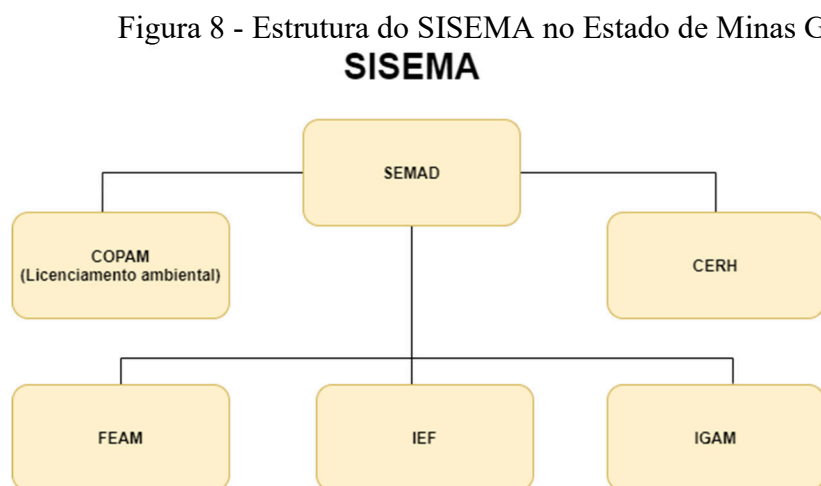 Figura 8 - Estrutura do SISEMA no Estado de Minas G
SISEMA
SEMAD
COPAM
(Licenciamento ambiental)
CERH
FEAM
IEF
IGAM